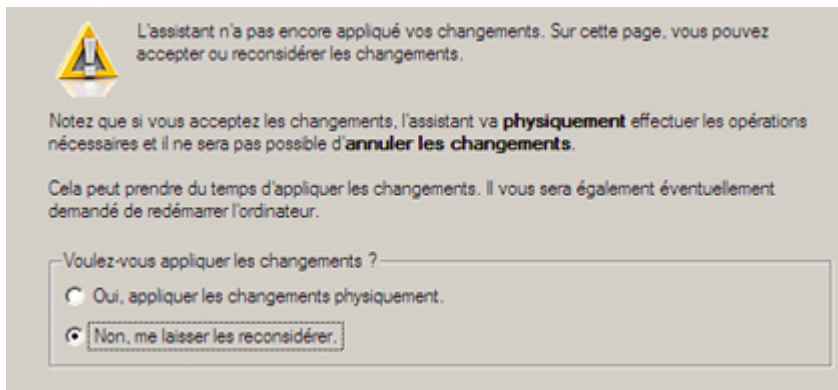 L'assistant n'a pas encore appliqué vos changements. Sur cette page, vous pouvez
accepter ou reconsidérer les changements.
Notez que si vous acceptez les changements, l'assistant va physiquement effectuer les opérations
nécessaires et il ne sera pas possible d'annuler les changements.
Cela peut prendre du temps d'appliquer les changements. Il vous sera également éventuellement
demandé de redémarrer l'ordinateur.
Voulez-vous appliquer les changements ?
Oui, appliquer les changements physiquement.
Non, me laisser les reconsidérer.